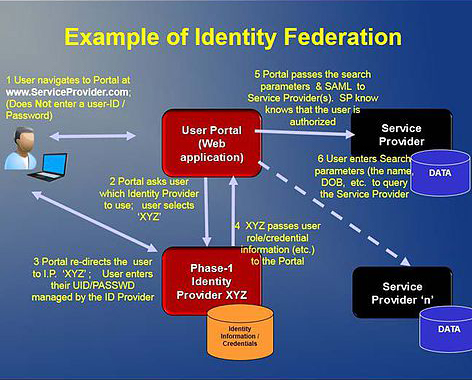 Example of Identity Federation
1 User navigates to Portal at
www.ServiceProvider.com;
(Does Not enter a user-ID /
Password)
5 Portal passes the search
parameters & SAML to
Service Provider(s). SP know
knows that the user is
authorized
User Portal
(Web
application)
Service
Provider
DATA
2 Portal asks user
which Identity Provider
to use; user selects
'XYZ'
6 User enters Search
parameters (the name,
DOB, etc. to query
the Service Provider
3 Portal re-directs the user
to I.P. 'XYZ' ; User enters
their UID/PASSWD
managed by the ID Provider
4 XYZ passes user
role/credential
information (etc.)
to the Portal
Phase-1
Identity
Provider XYZ
Identity
Information /
Credentials
Service
Provider 'n'
DATA